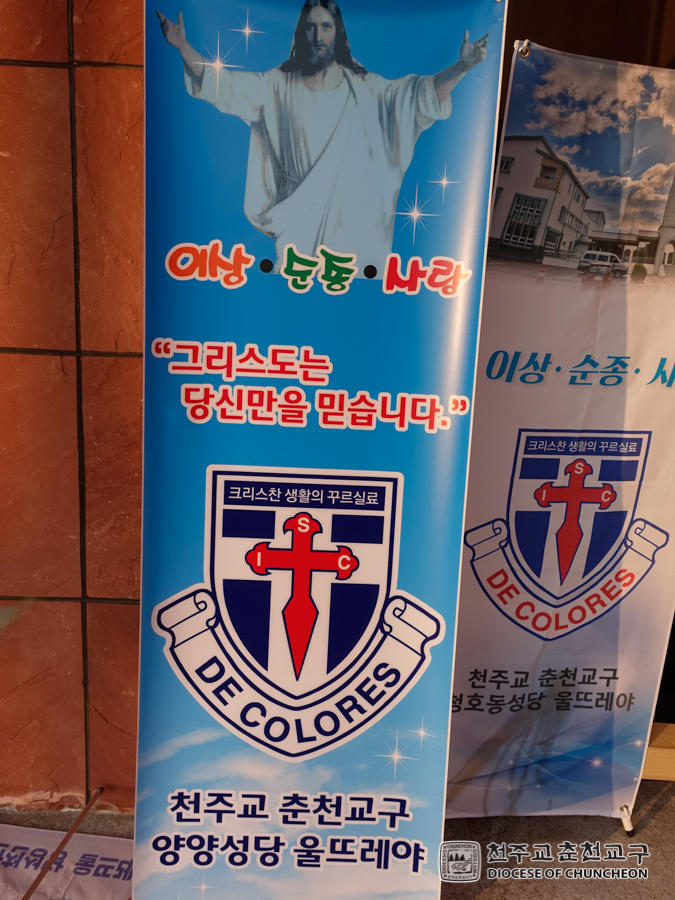 이상·순종·사랑
“그리스도는
당신만을 믿습니다.”
크리스찬 생활의 꾸르실료
S
I C
DE COLORES
천주교 춘천교구
양양성당 울뜨레야
이상·순종·사
크리스찬 생활의 꾸르실료
S
I C
DE COLORES
천주교 춘천교구
청호동성당 울뜨레야
천주교 춘천교구
DIOCESE OF CHUNCHEON